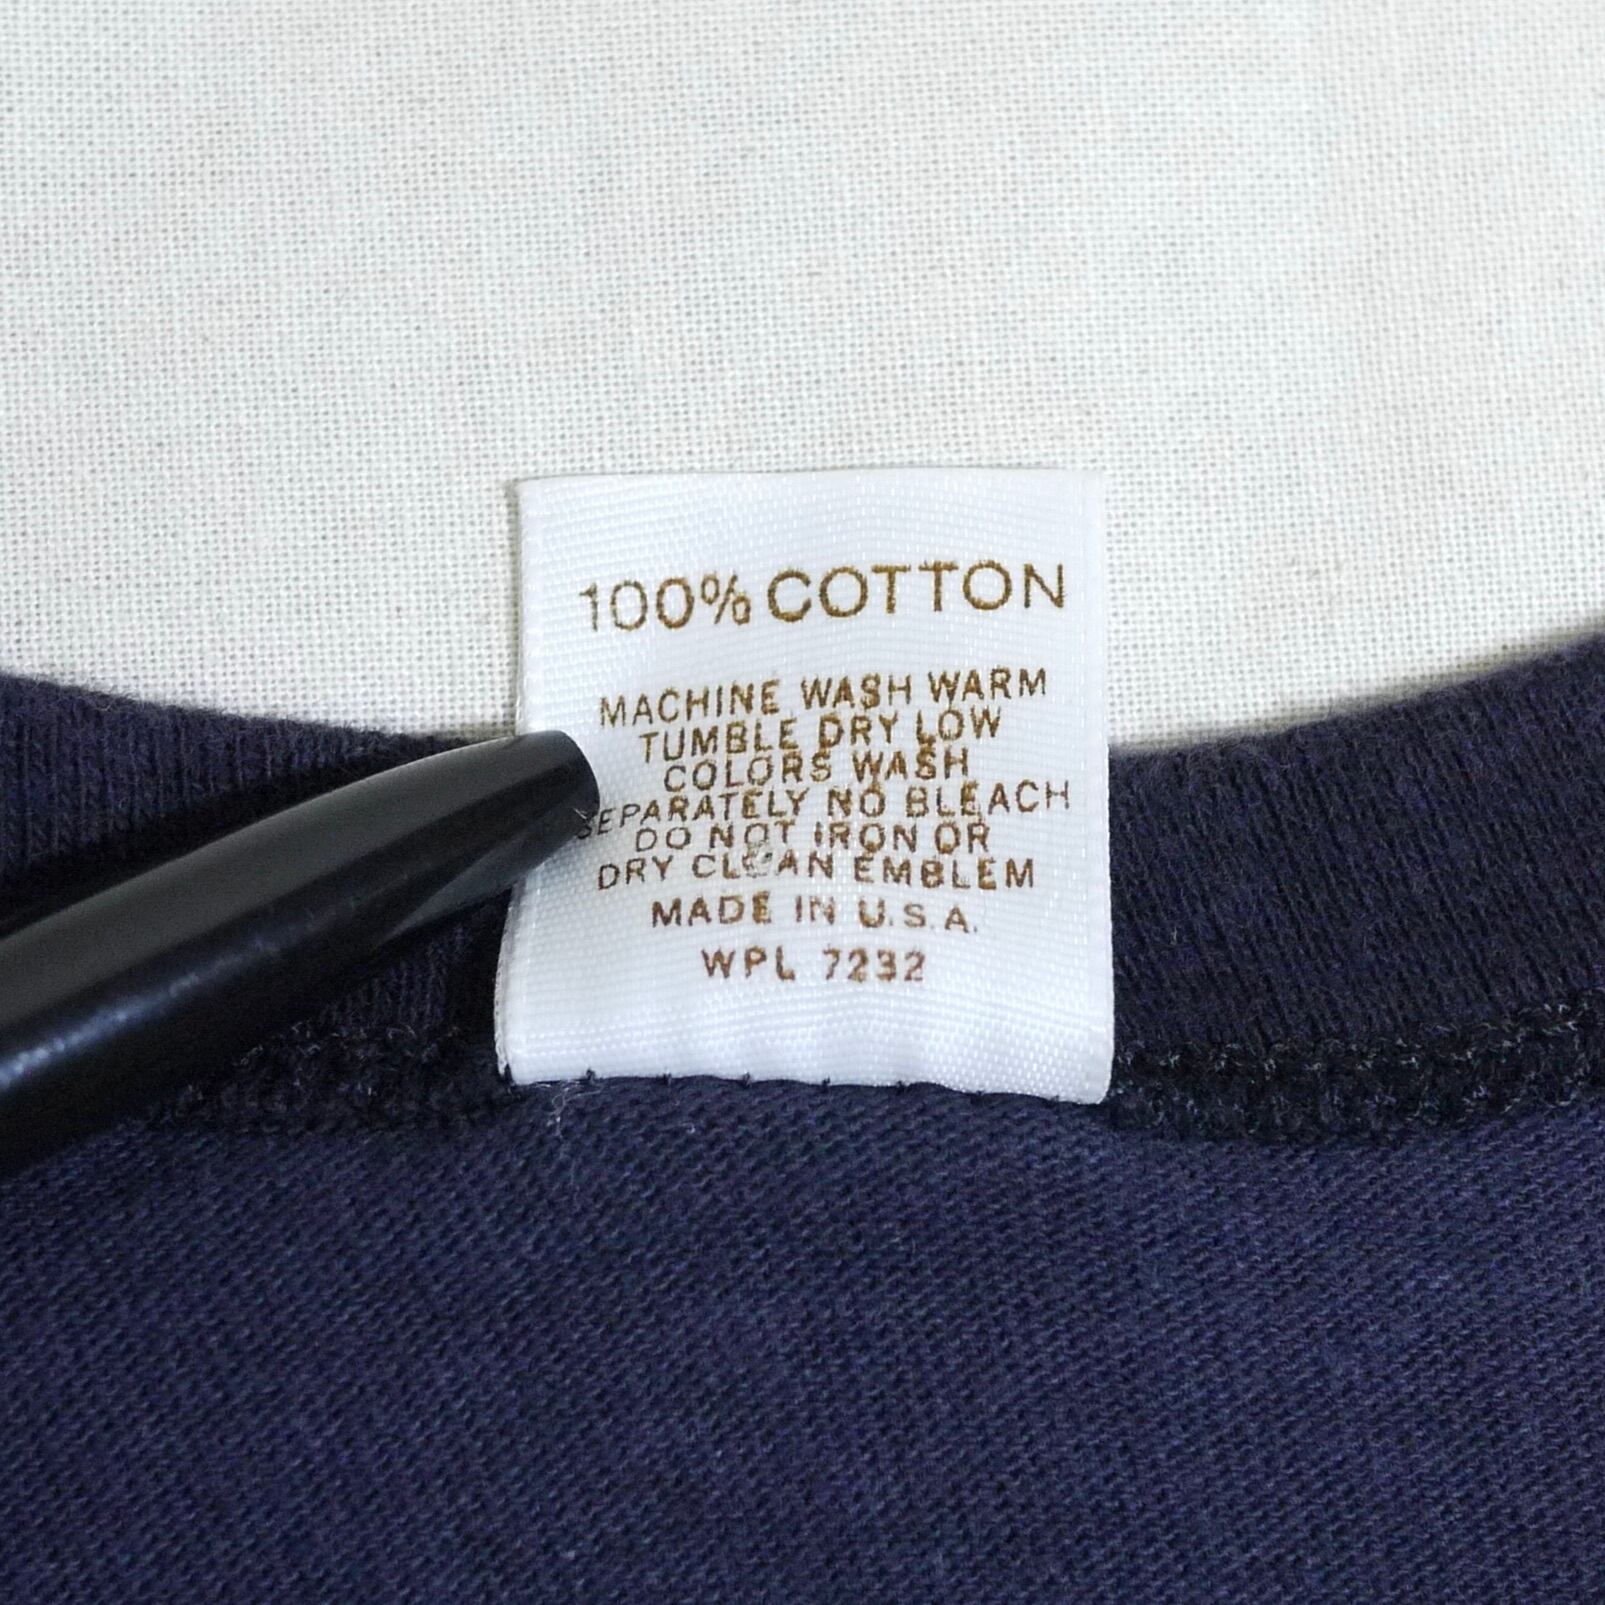 100% COTTON
MACHINE WASH WARM
TUMBLE DRY LOW
COLORS WASH
SEPARATELY NO BLEACH
DO NOT IRON OR
DRY CLEAN EMBLEM
MADE IN U.S.A.
WPL 7232